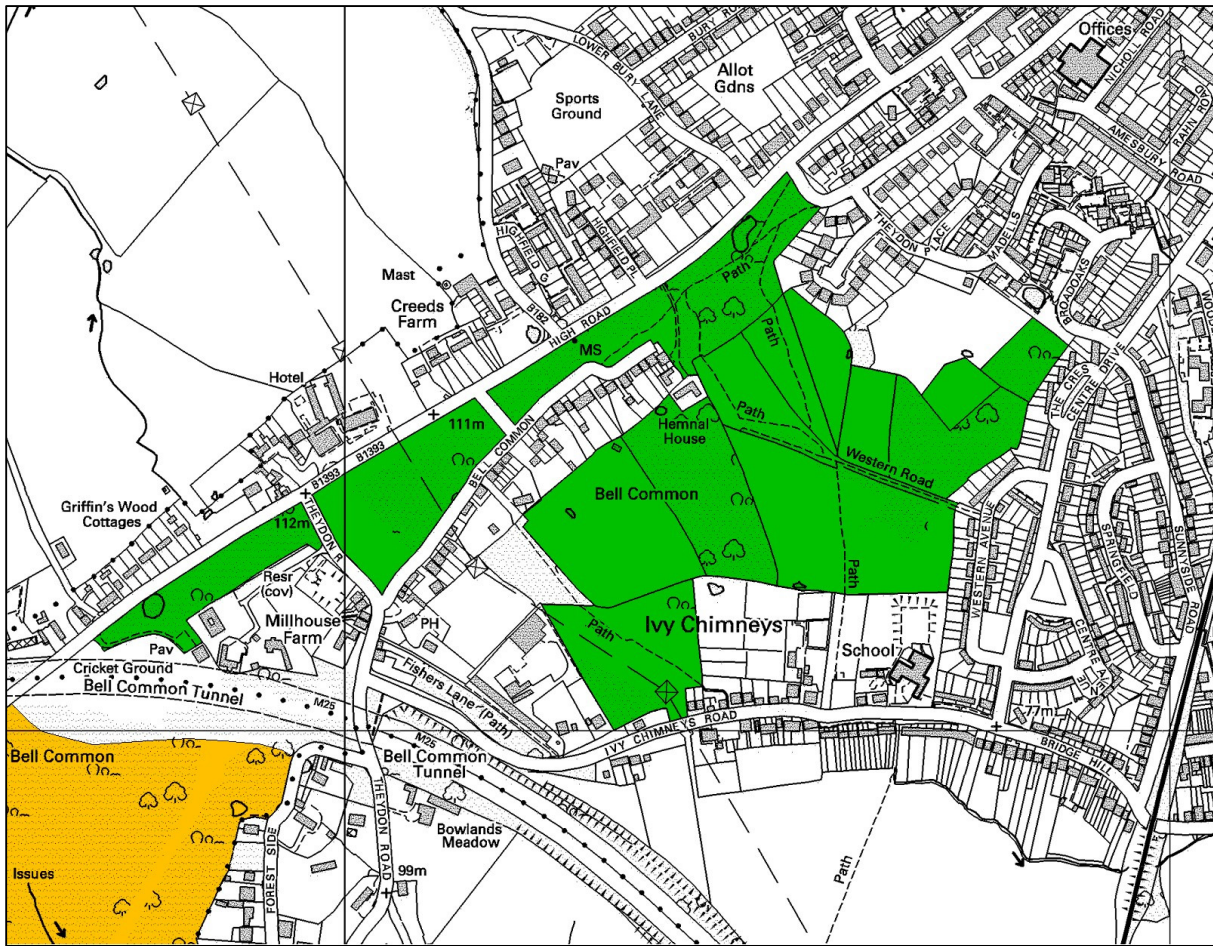 Offices
NICHOLL ROAD
LOWER BURY LANE
BURY RO
Allot
Gdns
Sports
Ground
RAHN ROAD
AMESBURY
ROAD
Pav
HIGHFIELD G
HIGHFIELD PL
THEYDON PLACE
MADELLS
BROADOAKS
Mast
Creeds
Farm
B182
HIGH ROAD
MS
Path
Path
THE CRES
CENTRE DRIVE
Hotel
111m
B1393
BELL COMMON
Hemnal
House
Path
Western Road
Griffin's Wood
Cottages
B1393
112m
THEYDON R
Bell Common
WESTERN AVENUE
SPRINGFIELD
SUNNYSIDE ROAD
Resr
(cov)
Millhouse
Farm
PH
Path
Path
Ivy Chimneys
School
CENTRE AVENUE
Pav
Cricket Ground
Bell Common Tunnel
M25
Fishers Lane (Path)
IVY CHIMNEYS ROAD
77m
BRIDGE HILL
Bell Common
M25
Bell Common
Tunnel
THEYDON ROAD
Bowlands
Meadow
FOREST SIDE
99m
Issues
Path